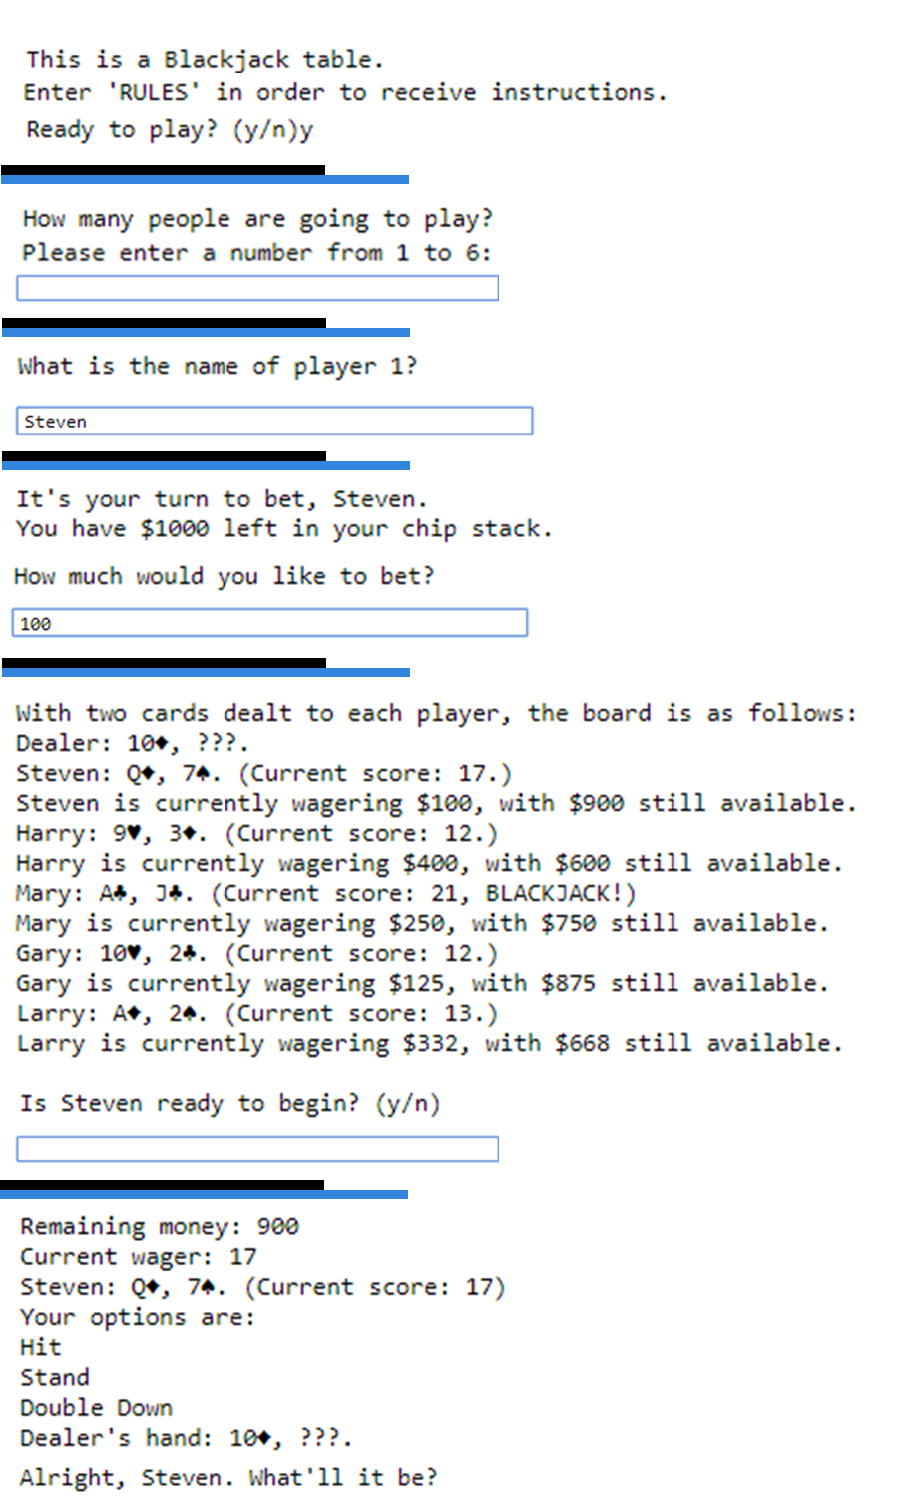 This is a Blackjack table.
Enter 'RULES' in order to receive instructions.
Ready to play? (y/n)y
How many people are going to play?
Please enter a number from 1 to 6:
What is the name of player 1?
Steven
It's your turn to bet, Steven.
You have $1000 left in your chip stack.
How much would you like to bet?
100
With two cards dealt to each player, the board is as follows:
Dealer: 10♦, ???.
Steven: Q♦, 7♠. (Current score: 17.)
Steven is currently wagering $100, with $900 still available.
Harry: 9♥, 3♦. (Current score: 12.)
Harry is currently wagering $400, with $600 still available.
Mary: A♣, J♣. (Current score: 21, BLACKJACK!)
Mary is currently wagering $250, with $750 still available.
Gary: 10♥, 2♣. (Current score: 12.)
Gary is currently wagering $125, with $875 still available.
Larry: A♦, 2♠. (Current score: 13.)
Larry is currently wagering $332, with $668 still available.
Is Steven ready to begin? (y/n)
Remaining money: 900
Current wager: 17
Steven: Q♦, 7♠. (Current score: 17)
Your options are:
Hit
Stand
Double Down
Dealer's hand: 10♦, ???.
Alright, Steven. What'll it be?